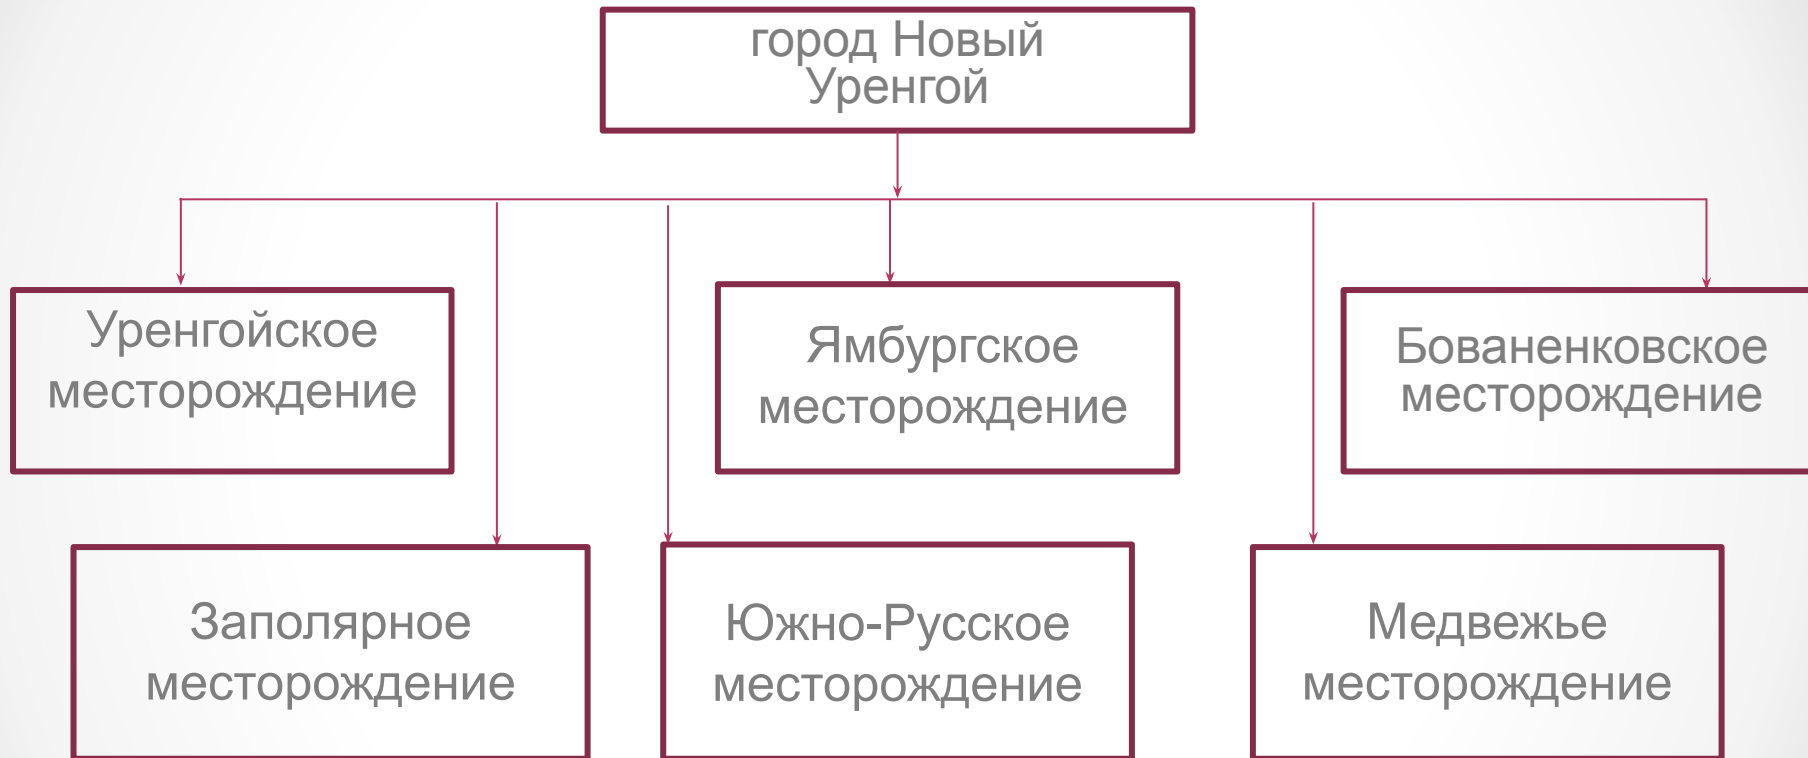 город Новый
Уренгой
Уренгойское
месторождение
Ямбургское
месторождение
Бованенковское
месторождение
Заполярное
месторождение
Южно-Русское
месторождение
Медвежье
месторождение